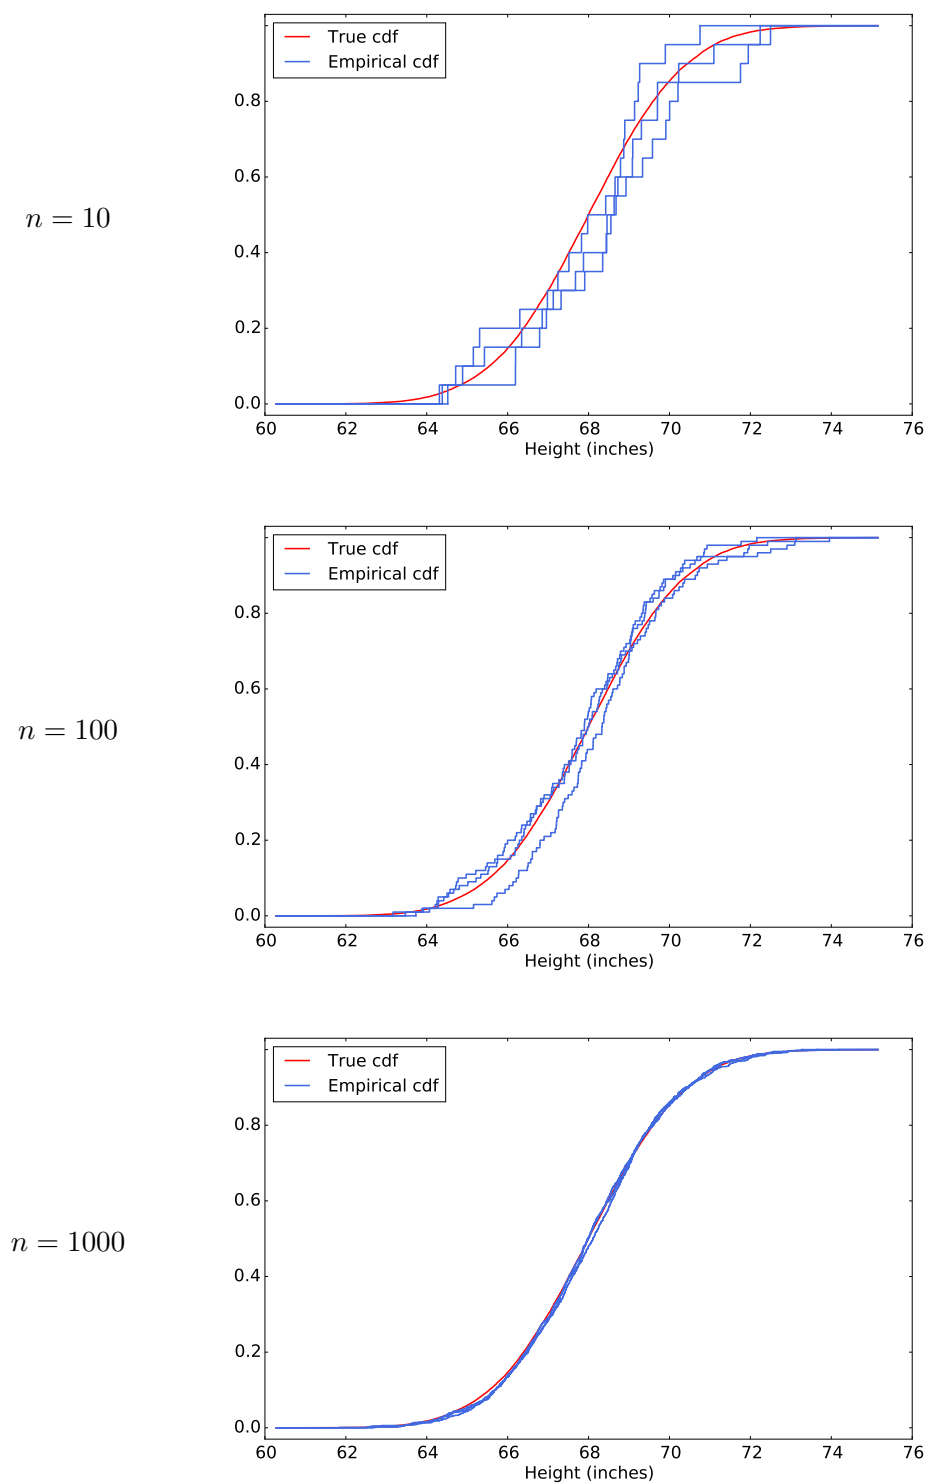 True cdf
Empirical cdf
0.8
0.6
n = 10
0.4
0.2
0.0
60 62 64 66 68 70 72 74 76
Height (inches)
True cdf
Empirical cdf
0.8
0.6
n = 100
0.4
0.2
0.0
60 62 64 66 68 70 72 74 76
Height (inches)
True cdf
Empirical cdf
0.8
0.6
n = 1000
0.4
0.2
0.0
60 62 64 66 68 70 72 74 76
Height (inches)